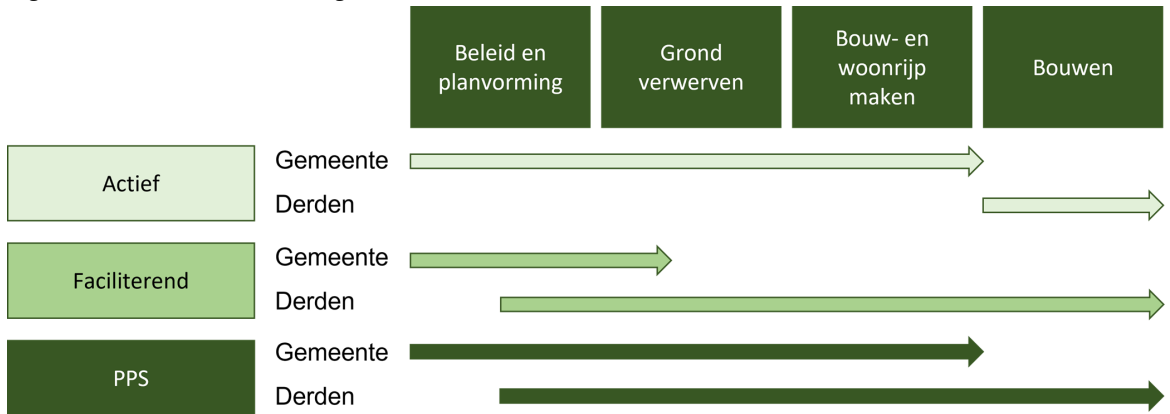 Beleid en
planvorming
Grond
verwerven
Bouw- en
woonrijp
maken
Bouwen
Actief
Gemeente
Derden
Faciliterend
Gemeente
Derden
PPS
Gemeente
Derden